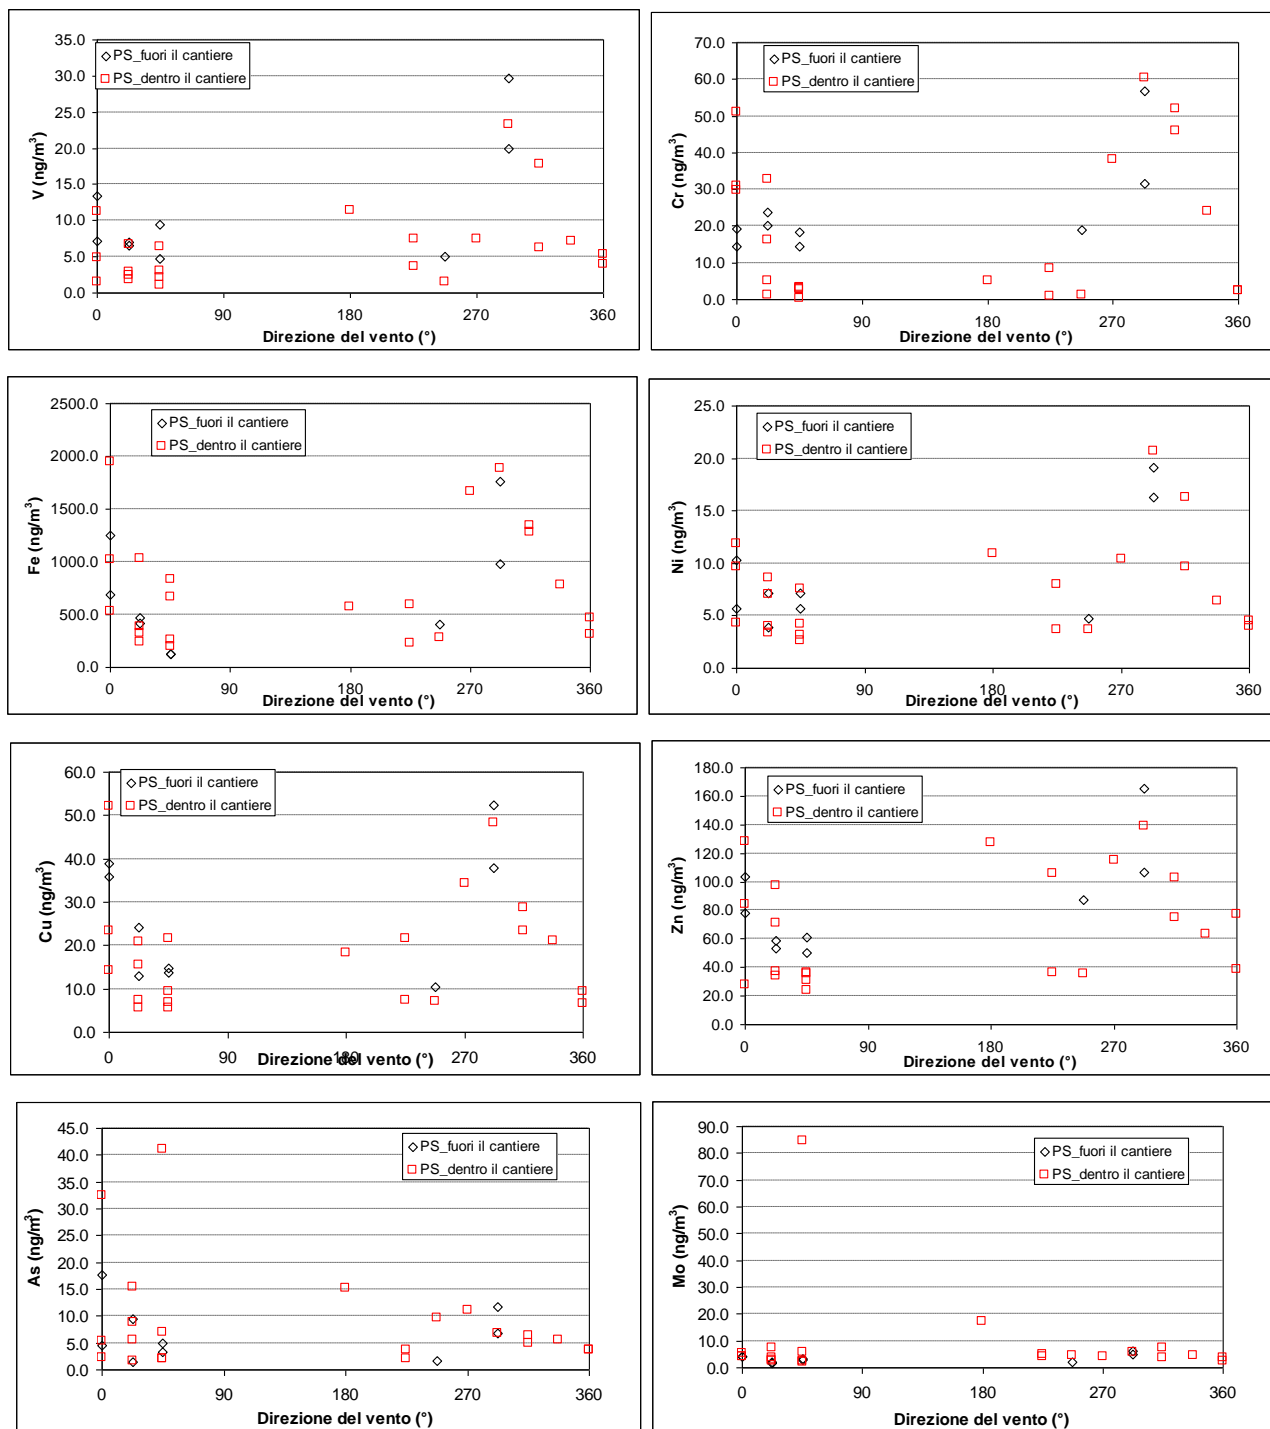 35.0
30.0
25.0
20.0
15.0
10.0
5.0
0.0
V (ng/m³)
PS_fuori il cantiere
PS_dentro il cantiere
0 90 180 270 360
Direzione del vento (°)
70.0
60.0
50.0
40.0
30.0
20.0
10.0
0.0
Cr (ng/m³)
PS_fuori il cantiere
PS_dentro il cantiere
0 90 180 270 360
Direzione del vento (°)
2500.0
2000.0
1500.0
1000.0
500.0
0.0
Fe (ng/m³)
PS_fuori il cantiere
PS_dentro il cantiere
0 90 180 270 360
Direzione del vento (°)
25.0
20.0
15.0
10.0
5.0
0.0
Ni (ng/m³)
PS_fuori il cantiere
PS_dentro il cantiere
0 90 180 270 360
Direzione del vento (°)
60.0
50.0
40.0
30.0
20.0
10.0
0.0
Cu (ng/m³)
PS_fuori il cantiere
PS_dentro il cantiere
0 90 180 270 360
Direzione del vento (°)
180.0
160.0
140.0
120.0
100.0
80.0
60.0
40.0
20.0
0.0
Zn (ng/m³)
PS_fuori il cantiere
PS_dentro il cantiere
0 90 180 270 360
Direzione del vento (°)
45.0
40.0
35.0
30.0
25.0
20.0
15.0
10.0
5.0
0.0
As (ng/m³)
PS_fuori il cantiere
PS_dentro il cantiere
0 90 180 270 360
Direzione del vento (°)
90.0
80.0
70.0
60.0
50.0
40.0
30.0
20.0
10.0
0.0
Mo (ng/m³)
PS_fuori il cantiere
PS_dentro il cantiere
0 90 180 270 360
Direzione del vento (°)